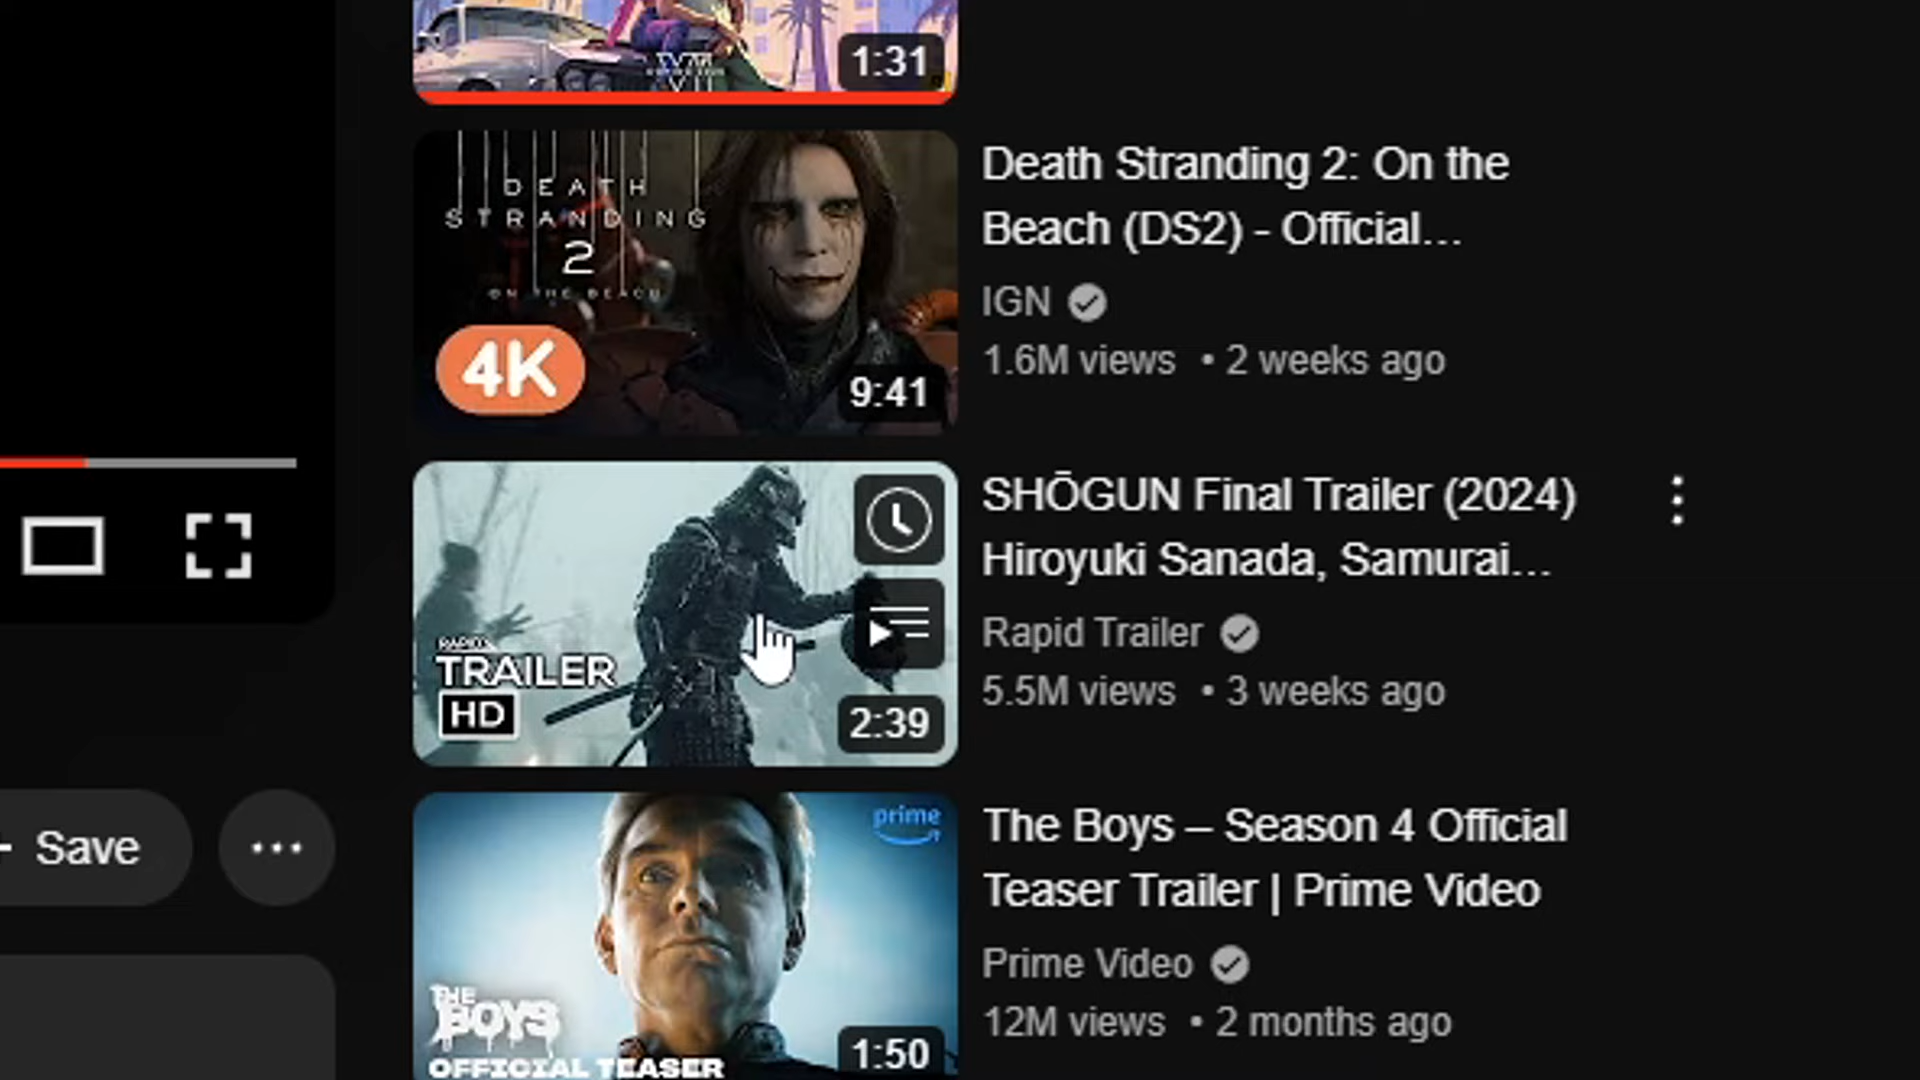 1:31
DEATH
STRANDING
2
ON THE BEACH
4K
9:41
Death Stranding 2: On the
Beach (DS2) - Official...
IGN
1.6M views • 2 weeks ago
RAPID
TRAILER
HD
2:39
SHŌGUN Final Trailer (2024)
Hiroyuki Sanada, Samurai...
Rapid Trailer
5.5M views • 3 weeks ago
Save
prime
THE
BOYS
OFFICIAL TEASER
1:50
The Boys – Season 4 Official
Teaser Trailer | Prime Video
Prime Video
12M views • 2 months ago